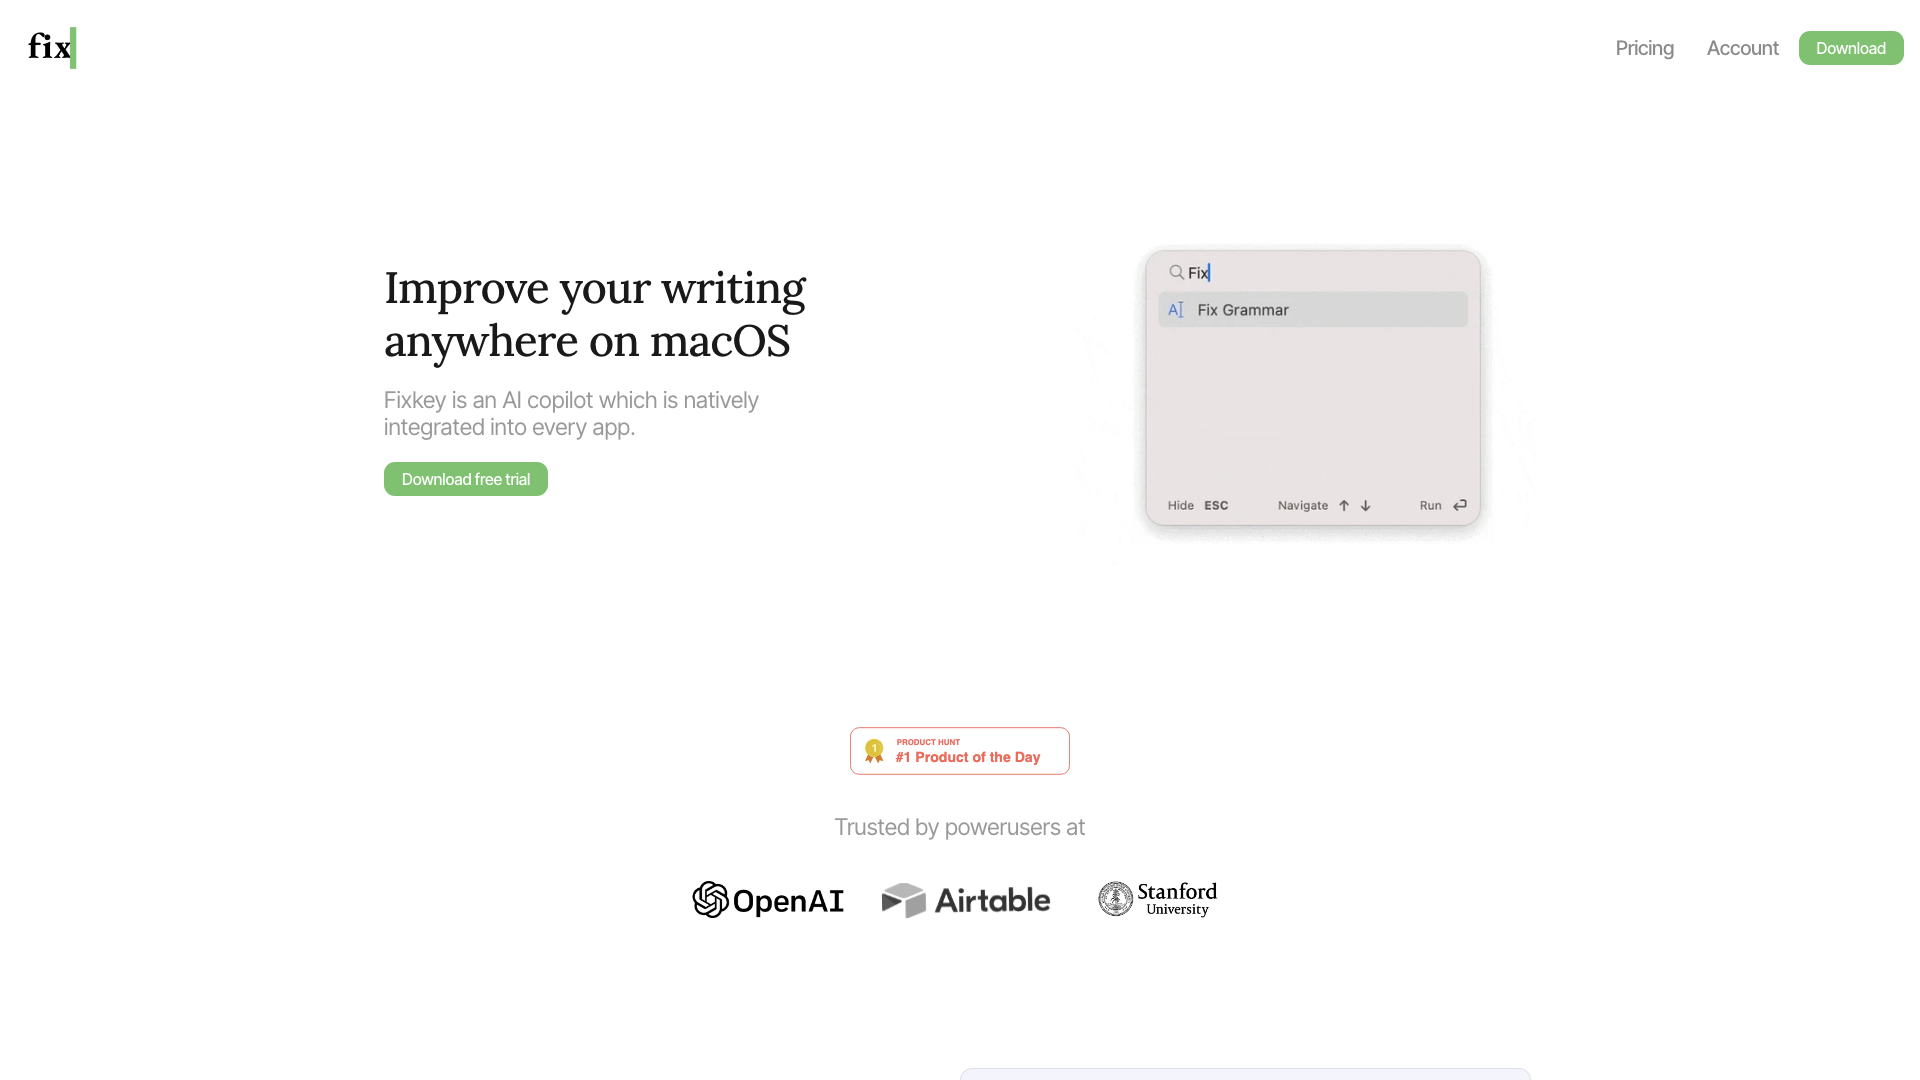 fix
Pricing
Account
Download
Improve your writing
anywhere on macOS
Fixkey is an AI copilot which is natively
integrated into every app.
Download free trial
Fix
A Fix Grammar
Hide ESC
Navigate ↑ ↓
Run
1
PRODUCT HUNT
#1 Product of the Day
Trusted by powerusers at
OpenAI
Airtable
Stanford
University